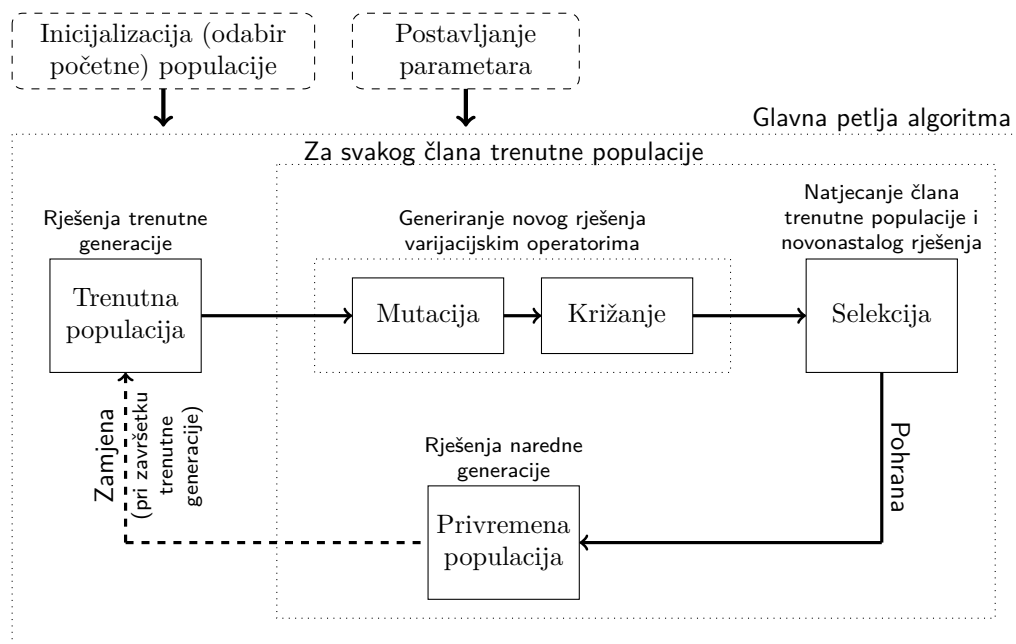 Inicijalizacija (odabir
početne) populacije
Postavljanje
parametara
Glavna petlja algoritma
Za svakog člana trenutne populacije
Rješenja trenutne
generacije
Generiranje novog rješenja
varijacijskim operatorima
Natjecanje člana
trenutne populacije i
novonastalog rješenja
Trenutna
populacija
Mutacija
Križanje
Selekcija
Zamjena
(pri završetku
trenutne
generacije)
Rješenja naredne
generacije
Pohrana
Privremena
populacija